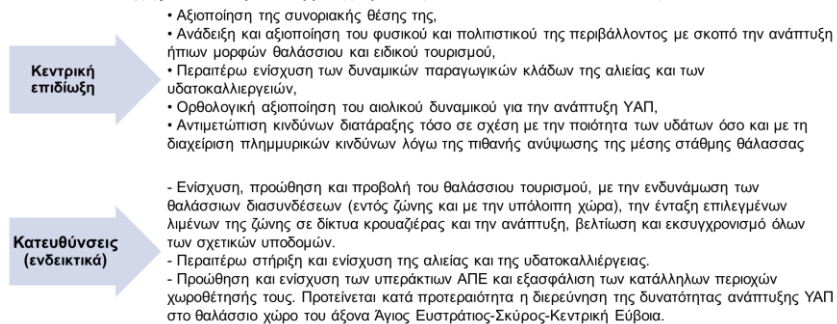 Κεντρική
επιδίωξη
• Αξιοποίηση της συνοριακής θέσης της,
• Ανάδειξη και αξιοποίηση του φυσικού και πολιτιστικού της περιβάλλοντος με σκοπό την ανάπτυξη
ήπιων μορφών θαλάσσιου και ειδικού τουρισμού,
• Περαιτέρω ενίσχυση των δυναμικών παραγωγικών κλάδων της αλιείας και των
υδατοκαλλιεργειών,
• Ορθολογική αξιοποίηση του αιολικού δυναμικού για την ανάπτυξη ΥΑΠ,
• Αντιμετώπιση κινδύνων διατάραξης τόσο σε σχέση με την ποιότητα των υδάτων όσο και με τη
διαχείριση πλημμυρικών κινδύνων λόγω της πιθανής ανύψωσης της μέσης στάθμης θάλασσας
Κατευθύνσεις
(ενδεικτικά)
- Ενίσχυση, προώθηση και προβολή του θαλάσσιου τουρισμού, με την ενδυνάμωση των
θαλάσσιων διασυνδέσεων (εντός ζώνης και με την υπόλοιπη χώρα), την ένταξη επιλεγμένων
λιμένων της ζώνης σε δίκτυα κρουαζιέρας και την ανάπτυξη, βελτίωση και εκσυγχρονισμό όλων
των σχετικών υποδομών.
- Περαιτέρω στήριξη και ενίσχυση της αλιείας και της υδατοκαλλιέργειας.
- Προώθηση και ενίσχυση των υπεράκτιων ΑΠΕ και εξασφάλιση των κατάλληλων περιοχών
χωροθέτησής τους. Προτείνεται κατά προτεραιότητα η διερεύνηση της δυνατότητας ανάπτυξης ΥΑΠ
στο θαλάσσιο χώρο του άξονα Άγιος Ευστράτιος-Σκύρος-Κεντρική Εύβοια.